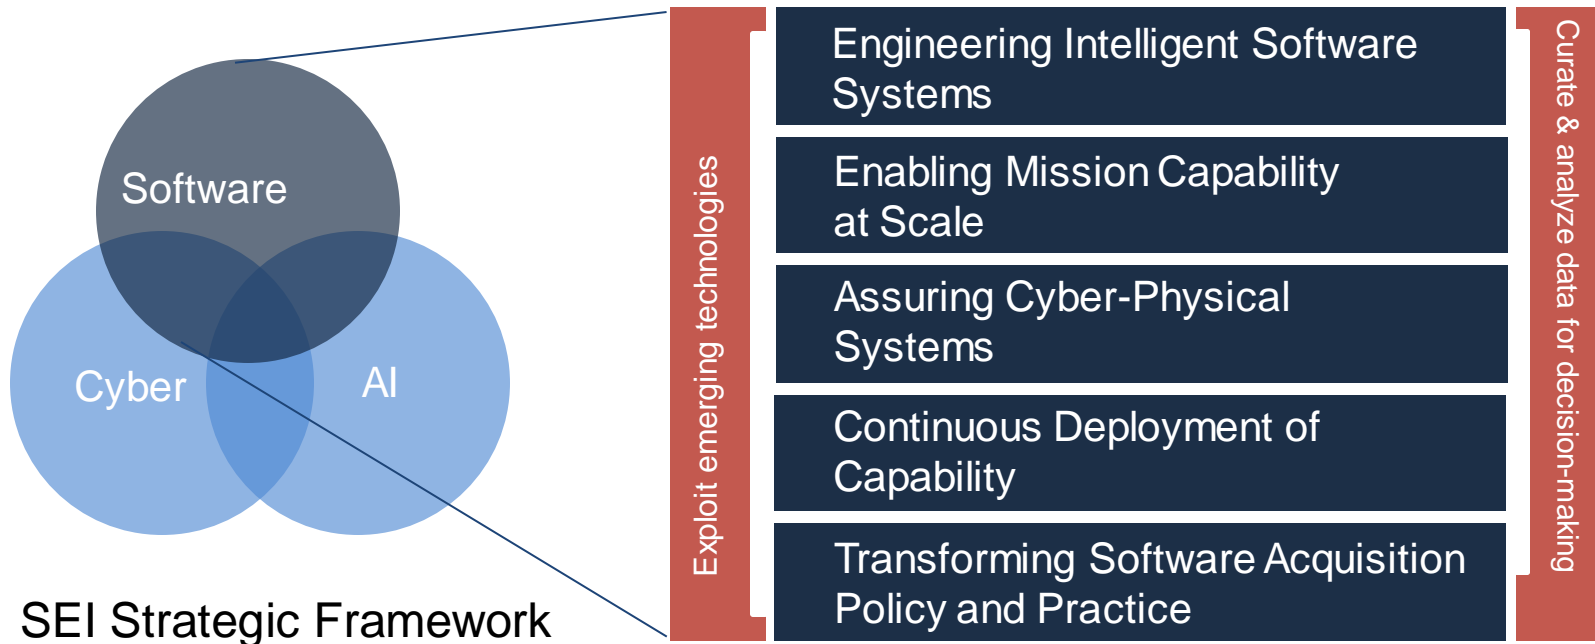 Software
Cyber
AI
SEI Strategic Framework
Exploit emerging technologies
Engineering Intelligent Software
Systems
Enabling Mission Capability
at Scale
Assuring Cyber-Physical
Systems
Continuous Deployment of
Capability
Transforming Software Acquisition
Policy and Practice
Curate & analyze data for decision-making